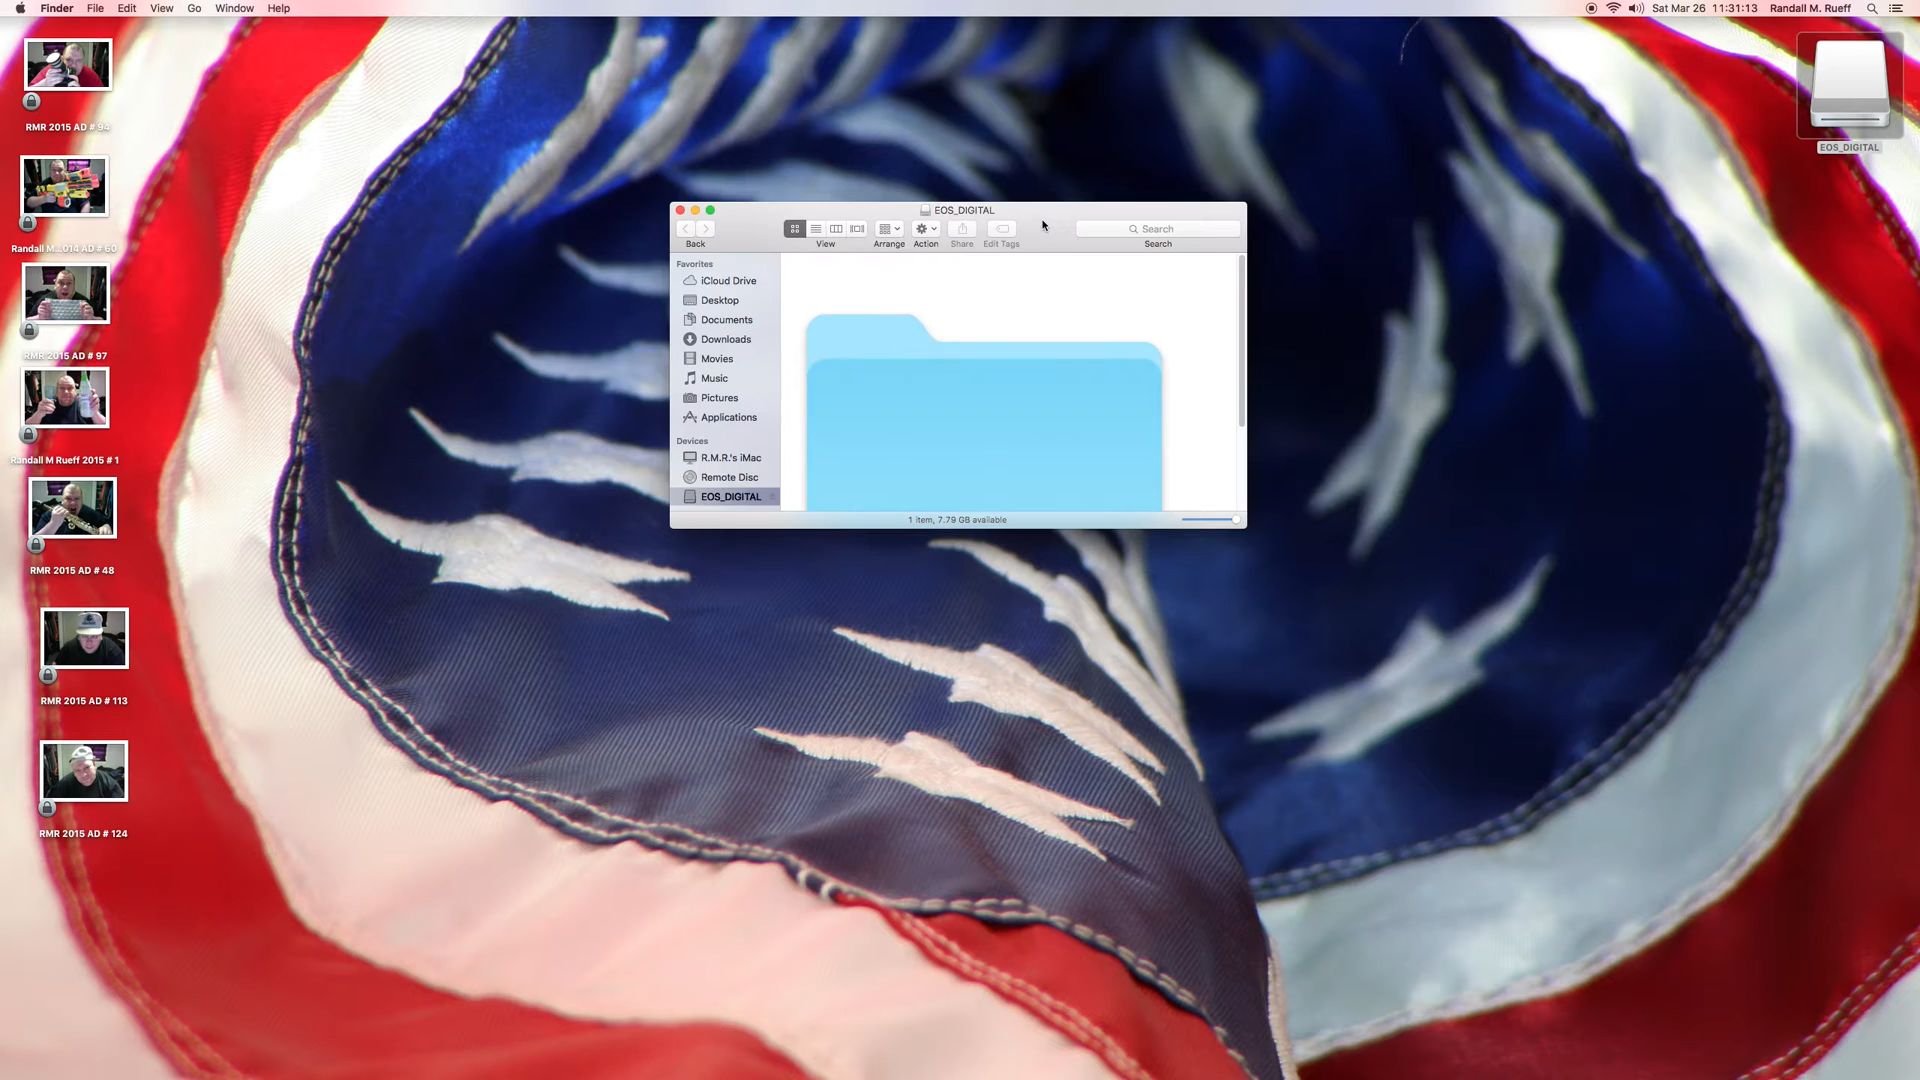 Finder File Edit View Go Window Help
Sat Mar 26 11:31:13 Randall M. Rueff
RMR 2015 AD # 94
Randall M...014 AD # 60
RMR 2015 AD # 97
Randall M Rueff 2015 # 1
RMR 2015 AD # 48
RMR 2015 AD # 113
RMR 2015 AD # 124
EOS_DIGITAL
EOS_DIGITAL
Search
Back View Arrange Action Share Edit Tags Search
Favorites
iCloud Drive
Desktop
Documents
Downloads
Movies
Music
Pictures
Applications
Devices
R.M.R.'s iMac
Remote Disc
EOS_DIGITAL
1 item, 7.79 GB available